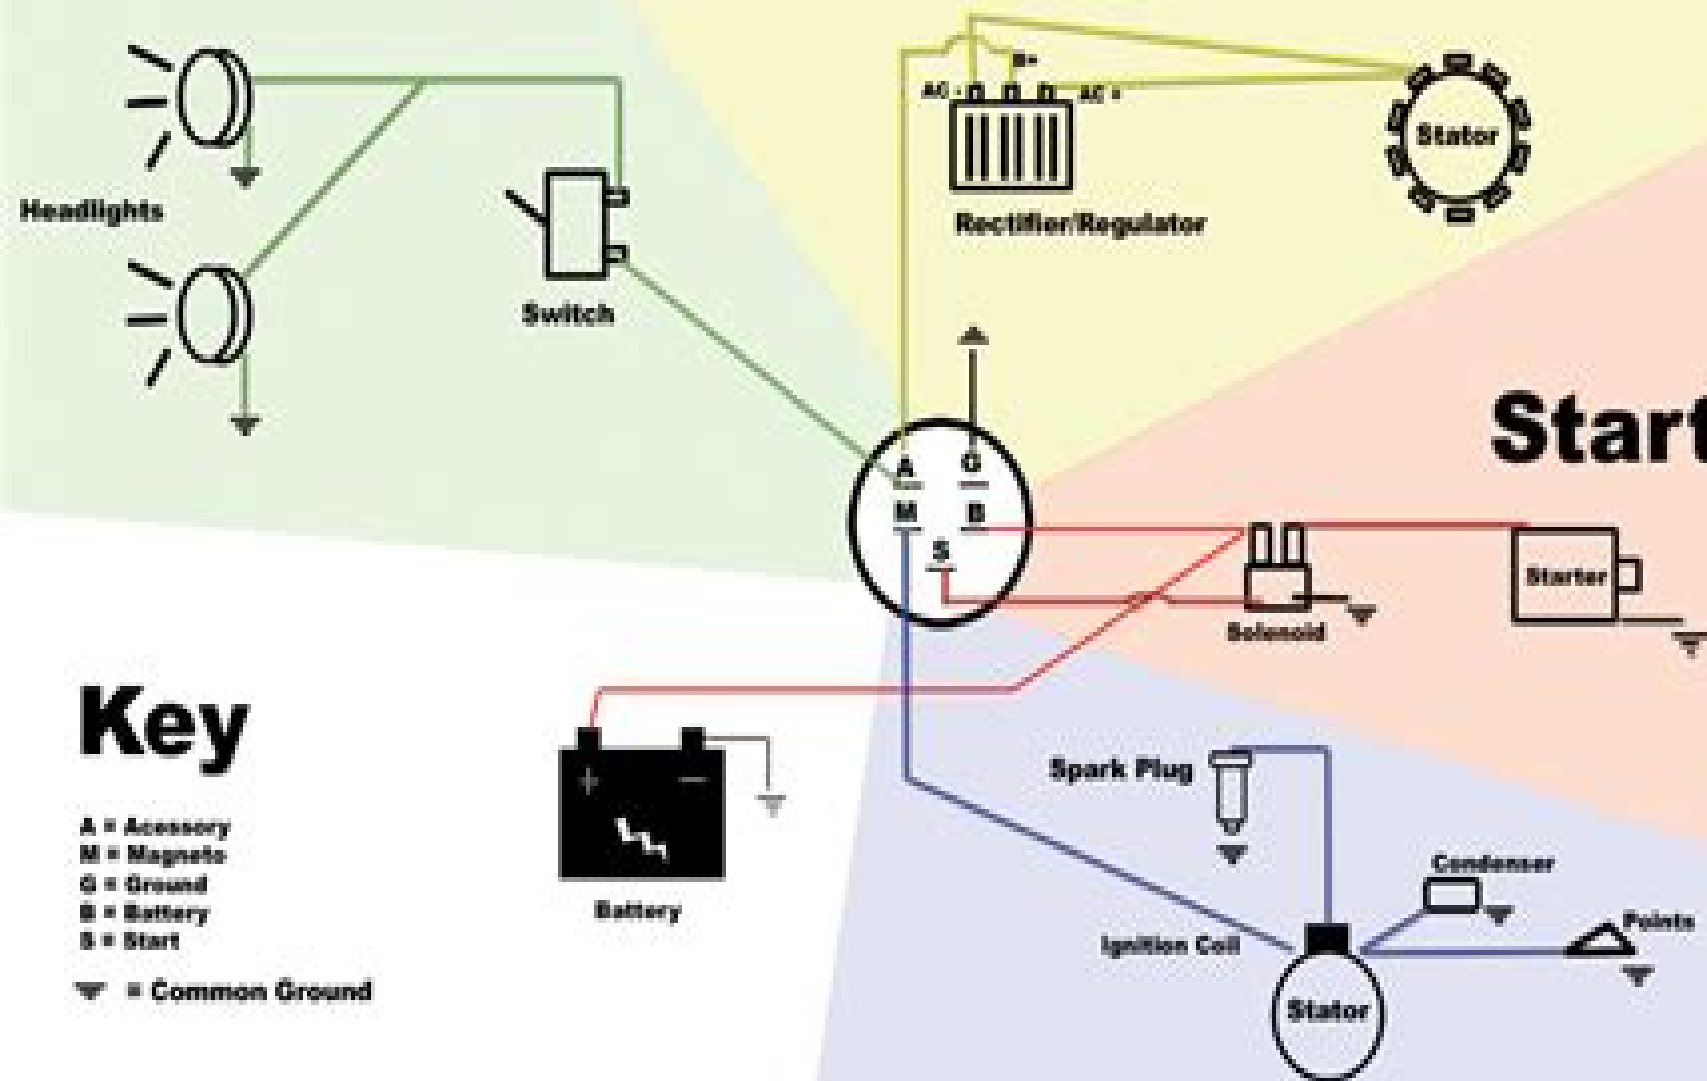 Headlights
Switch
AC -
B+
AC +
Rectifier/Regulator
Stator
A
G
M
B
S
Start
Solenoid
Starter
Key
A = Acessory
M = Magneto
G = Ground
B = Battery
S = Start
= Common Ground
+ −
Battery
Spark Plug
Condenser
Points
Ignition Coil
Stator